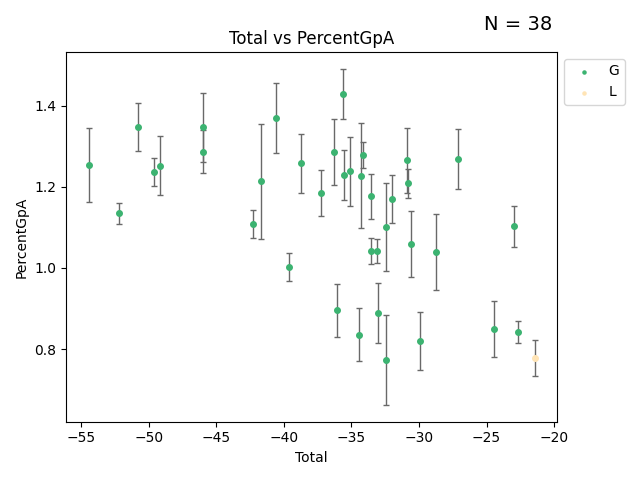 N = 38
Total vs PercentGpA
G
L
PercentGpA
1.4
1.2
1.0
0.8
−55 −50 −45 −40 −35 −30 −25 −20
Total